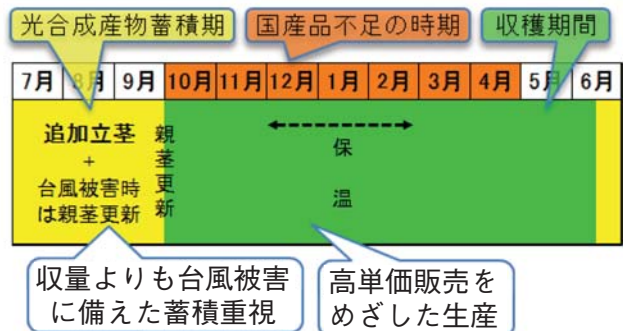 光合成産物蓄積期 国産品不足の時期 収穫期間
7月 8月 9月 10月 11月 12月 1月 2月 3月 4月 5月 6月
追加立茎
+
台風被害時
は親茎更新
親茎更新
保
温
収量よりも台風被害
に備えた蓄積重視
高単価販売を
めざした生産